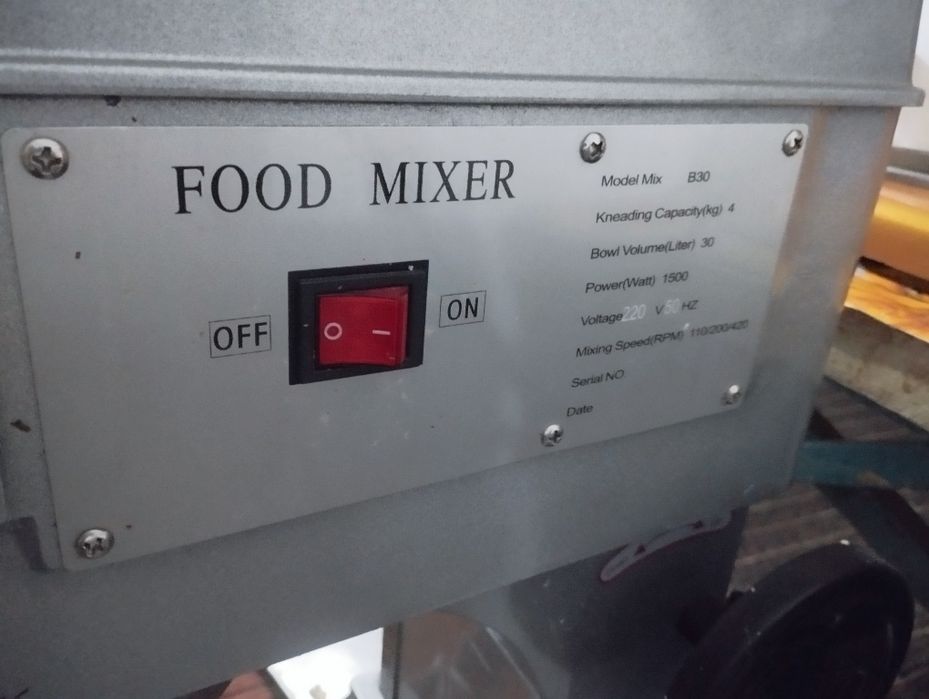 FOOD MIXER
OFF
O
I
ON
Model Mix B30
Kneading Capacity(kg) 4
Bowl Volume(Liter) 30
Power(Watt) 1500
Voltage 220 V 50 HZ
Mixing Speed(RPM) 110/200/420
Serial NO.
Date